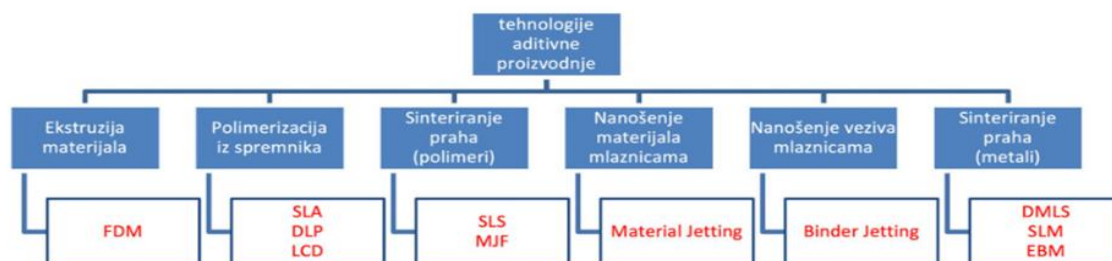 tehnologije
aditivne
proizvodnje
Ekstruzija
materijala
Polimerizacija
iz spremnika
Sinteriranje
praha
(polimeri)
Nanošenje
materijala
mlaznicama
Nanošenje veziva
mlaznicama
Sinteriranje
praha
(metali)
FDM
SLA
DLP
LCD
SLS
MJF
Material Jetting
Binder Jetting
DMLS
SLM
EBM